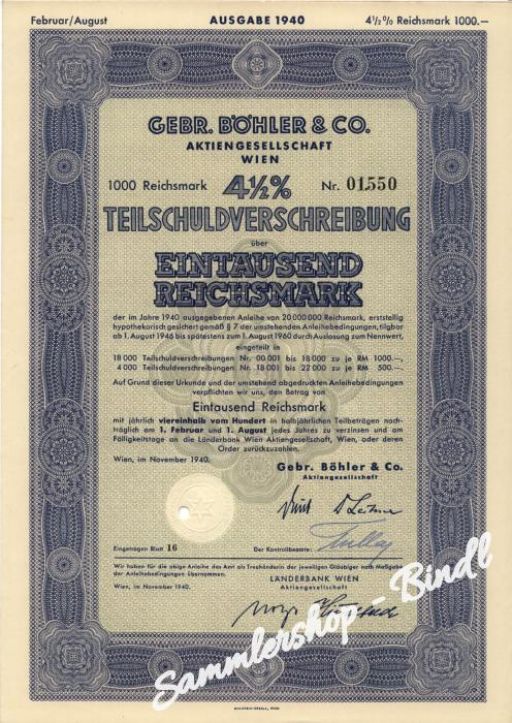 Februar/August AUSGABE 1940 4½% Reichsmark 1000.—
GEBR. BÖHLER & CO.
AKTIENGESELLSCHAFT
WIEN
1000 Reichsmark 4½% Nr. 01550
TEILSCHULDVERSCHREIBUNG
über
EINTAUSEND
REICHSMARK
der im Jahre 1940 ausgegebenen Anleihe von 20 000 000 Reichsmark, erststellig
hypothekarisch gesichert gemäß § 7 der umstehenden Anleihebedingungen, tilgbar
ab 1. August 1946 bis spätestens zum 1. August 1960 durch Auslosung zum Nennwert,
eingeteilt in
18 000 Teilschuldverschreibungen Nr. 00 001 bis 18 000 zu je RM 1000.—,
4 000 Teilschuldverschreibungen Nr. 18 001 bis 22 000 zu je RM 500.—.
Auf Grund dieser Urkunde und der umstehend abgedruckten Anleihebedingungen
verpflichten wir uns, den Betrag von
Eintausend Reichsmark
mit jährlich viereinhalb vom Hundert in halbjährlichen Teilbeträgen nach-
träglich am 1. Februar und 1. August jedes Jahres zu verzinsen und am
Fälligkeitstage an die Länderbank Wien Aktiengesellschaft, Wien, oder deren
Order zurückzuzahlen.
Wien, im November 1940.
Gebr. Böhler & Co.
Aktiengesellschaft
Eingetragen Blatt 16 Der Kontrollbeamte:
Wir haben für die obige Anleihe das Amt als Treuhänderin der jeweiligen Gläubiger nach Maßgabe
der Anleihebedingungen übernommen.
Wien, im November 1940.
LÄNDERBANK WIEN
Aktiengesellschaft
Sammlershop - Bindl